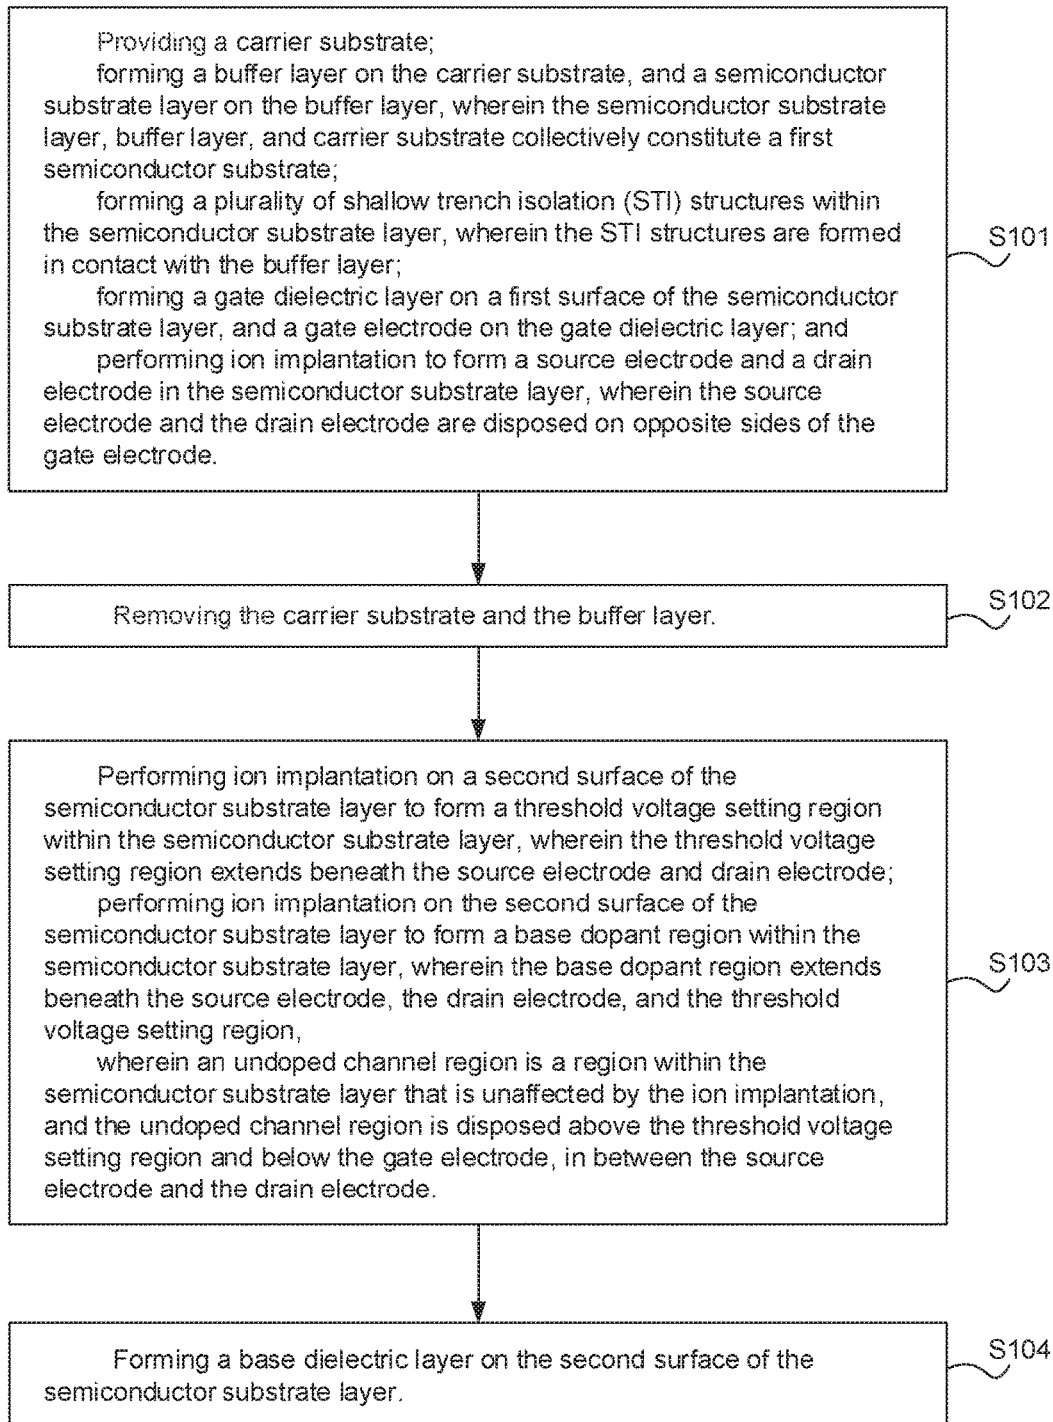 Providing a carrier substrate;
forming a buffer layer on the carrier substrate, and a semiconductor
substrate layer on the buffer layer, wherein the semiconductor substrate
layer, buffer layer, and carrier substrate collectively constitute a first
semiconductor substrate;
forming a plurality of shallow trench isolation (STI) structures within
the semiconductor substrate layer, wherein the STI structures are formed
in contact with the buffer layer;
forming a gate dielectric layer on a first surface of the semiconductor
substrate layer, and a gate electrode on the gate dielectric layer; and
performing ion implantation to form a source electrode and a drain
electrode in the semiconductor substrate layer, wherein the source
electrode and the drain electrode are disposed on opposite sides of the
gate electrode.
S101
Removing the carrier substrate and the buffer layer.
S102
Performing ion implantation on a second surface of the
semiconductor substrate layer to form a threshold voltage setting region
within the semiconductor substrate layer, wherein the threshold voltage
setting region extends beneath the source electrode and drain electrode;
performing ion implantation on the second surface of the
semiconductor substrate layer to form a base dopant region within the
semiconductor substrate layer, wherein the base dopant region extends
beneath the source electrode, the drain electrode, and the threshold
voltage setting region,
wherein an undoped channel region is a region within the
semiconductor substrate layer that is unaffected by the ion implantation,
and the undoped channel region is disposed above the threshold voltage
setting region and below the gate electrode, in between the source
electrode and the drain electrode.
S103
Forming a base dielectric layer on the second surface of the
semiconductor substrate layer.
S104